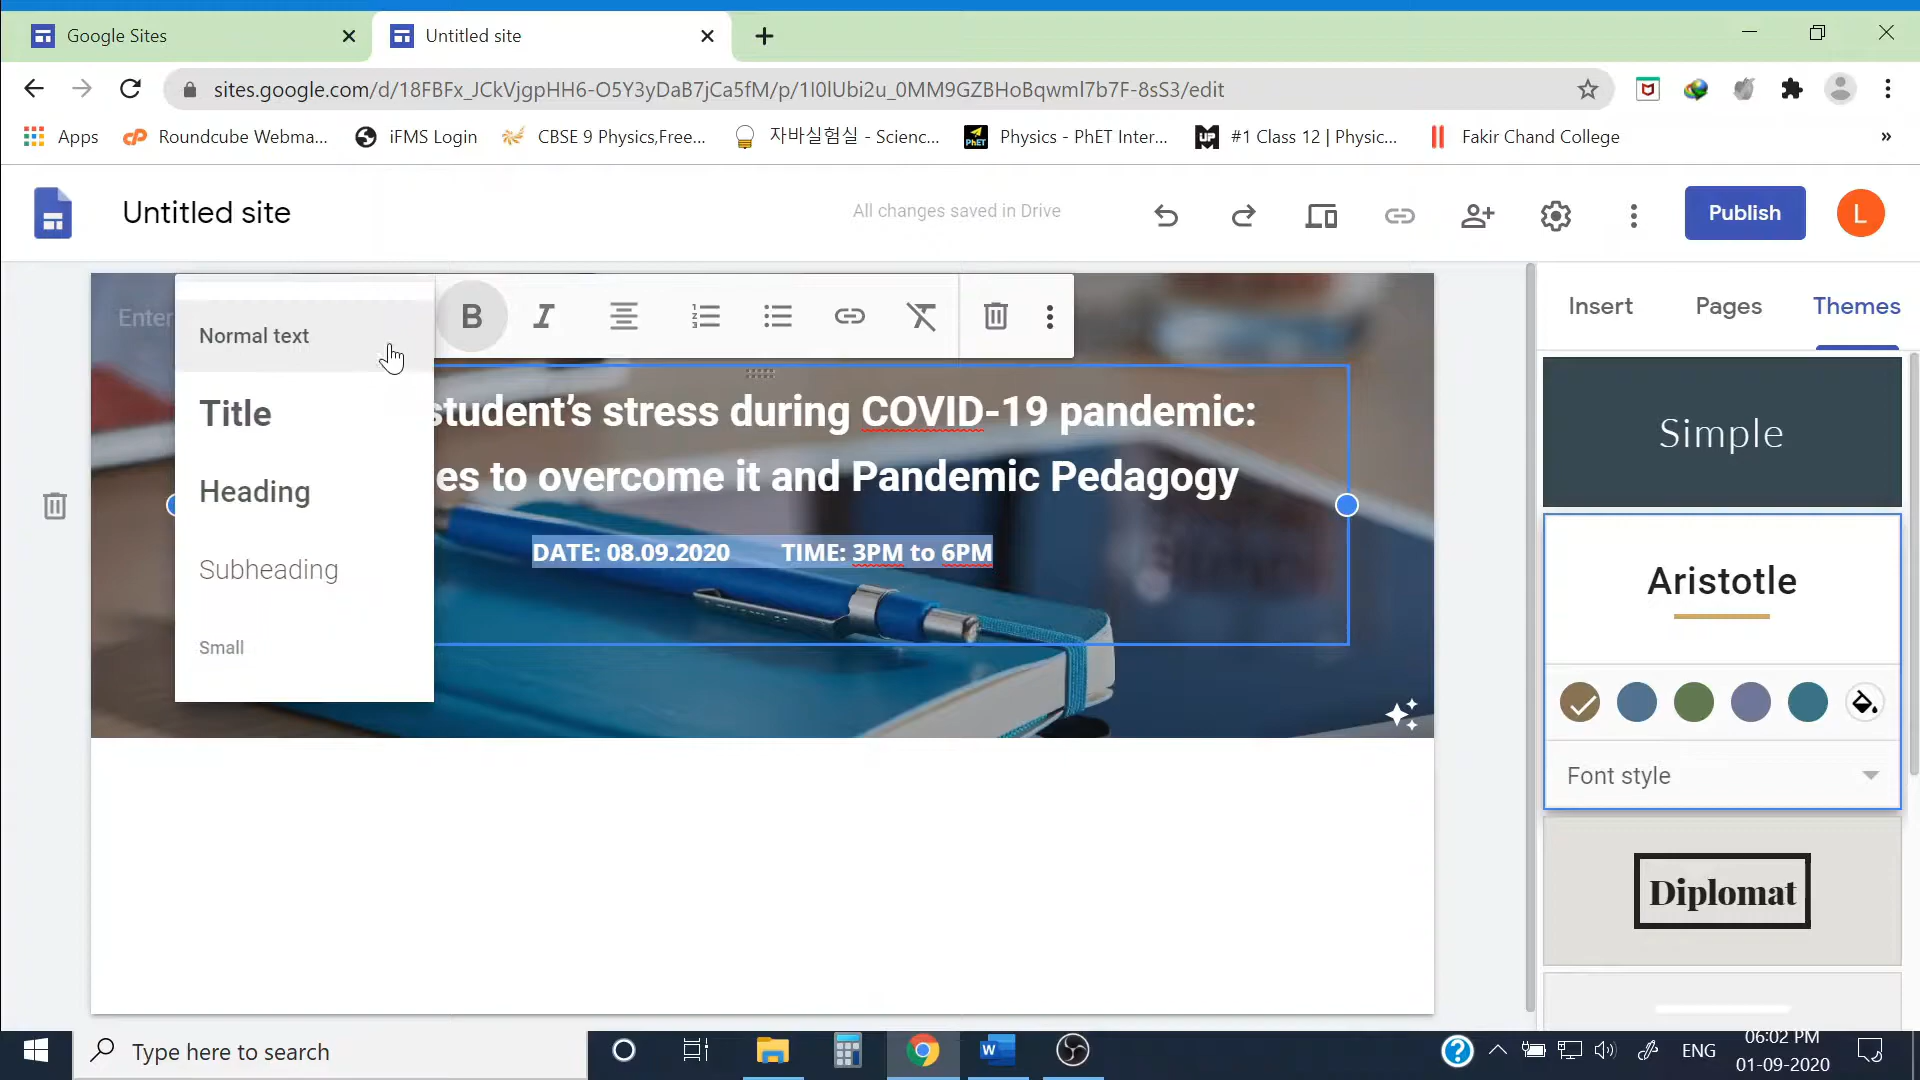 Google Sites
Untitled site
sites.google.com/d/18FBFx_JCkVjgpHH6-O5Y3yDaB7jCa5fM/p/1I0lUbi2u_0MM9GZBHoBqwml7b7F-8sS3/edit
Apps
Roundcube Webma...
iFMS Login
CBSE 9 Physics,Free...
자바실험실 - Scienc...
Physics - PhET Inter...
#1 Class 12 | Physic...
Fakir Chand College
»
Untitled site
All changes saved in Drive
Publish
L
Insert
Pages
Themes
Enter
Normal text
Title
Heading
Subheading
Small
B
I
student’s stress during COVID-19 pandemic:
es to overcome it and Pandemic Pedagogy
DATE: 08.09.2020 TIME: 3PM to 6PM
Simple
Aristotle
Font style
Diplomat
Type here to search
ENG
06:02 PM
01-09-2020